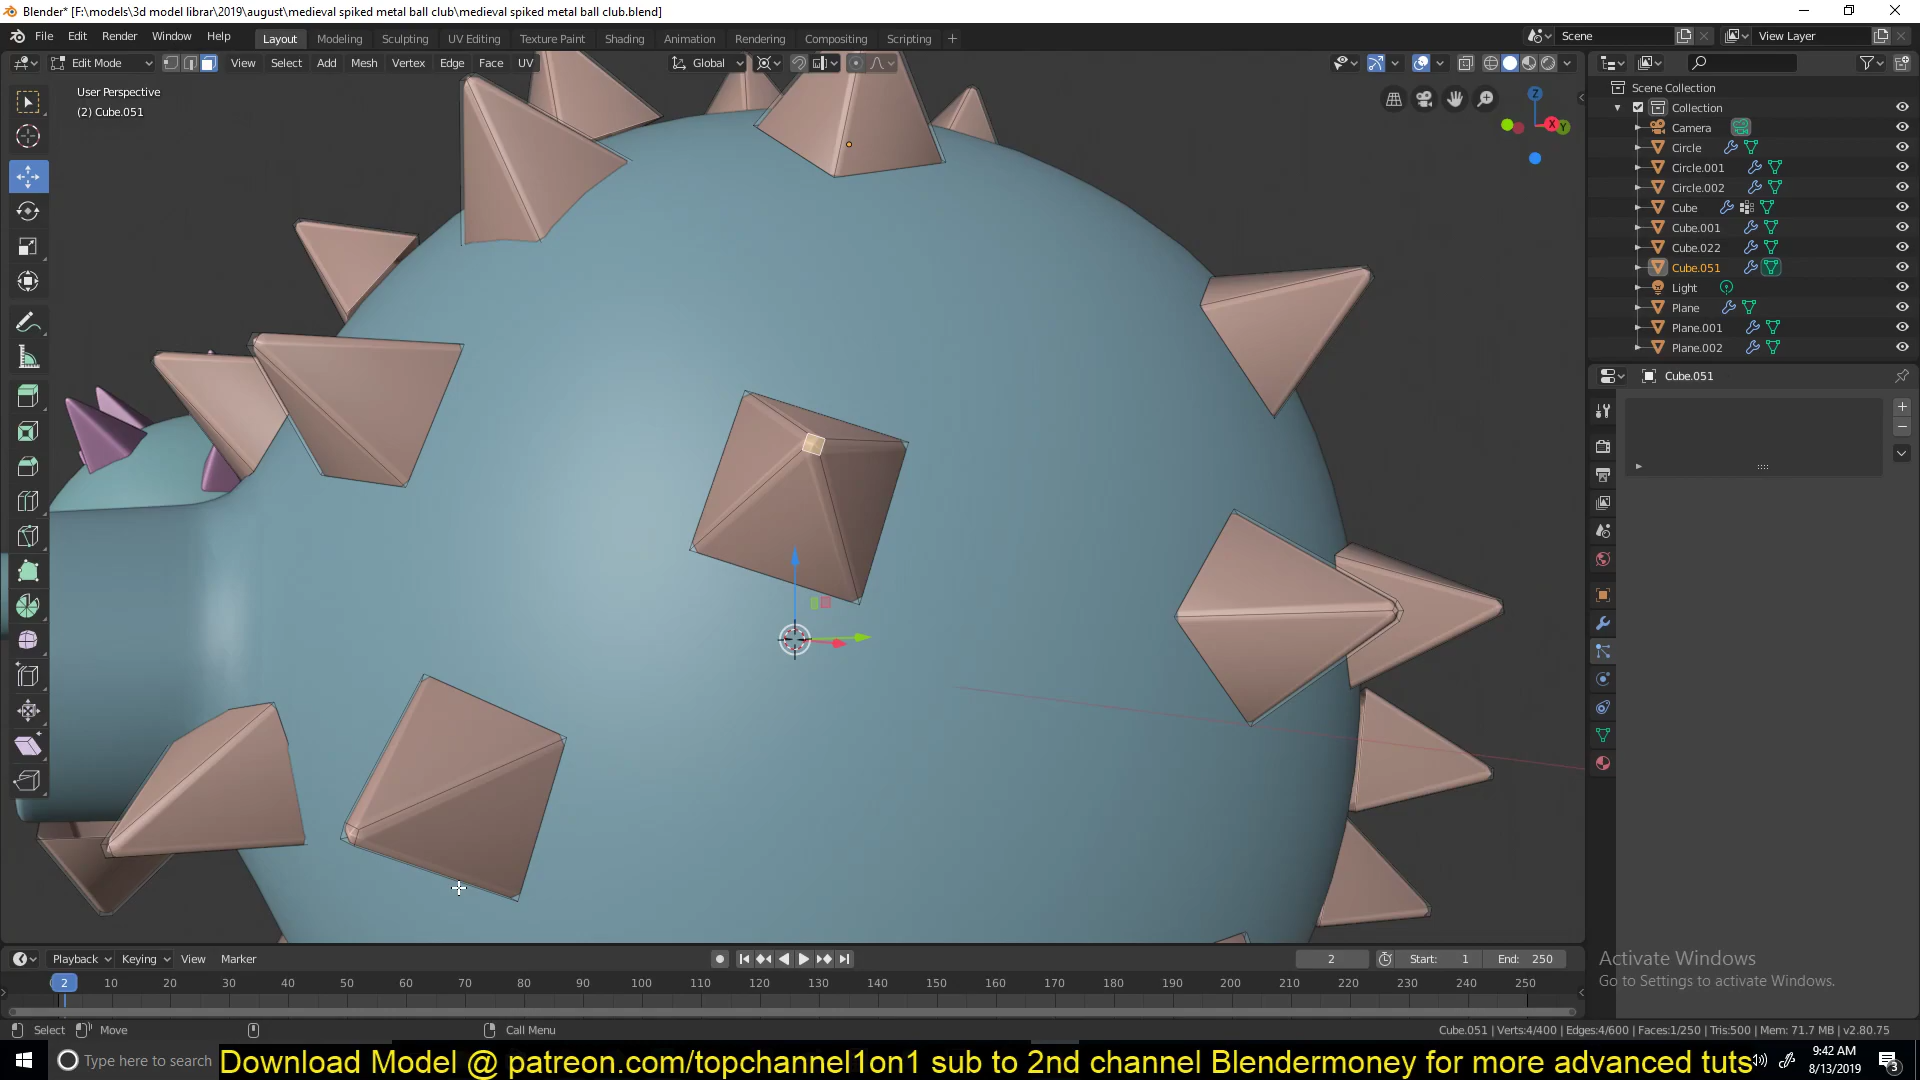 Blender* [F:\models\3d model librar\2019\august\medieval spiked metal ball club\medieval spiked metal ball club.blend]
File Edit Render Window Help
Layout Modeling Sculpting UV Editing Texture Paint Shading Animation Rendering Compositing Scripting
Scene View Layer
Edit Mode View Select Add Mesh Vertex Edge Face UV
Global
User Perspective
(2) Cube.051
Z
X
Y
Scene Collection
Collection
Camera
Circle
Circle.001
Circle.002
Cube
Cube.001
Cube.022
Cube.051
Light
Plane
Plane.001
Plane.002
Cube.051
Playback Keying View Marker
2 Start: 1 End: 250
2 10 20 30 40 50 60 70 80 90 100 110 120 130 140 150 160 170 180 190 200 210 220 230 240 250
Activate Windows
Go to Settings to activate Windows.
Select Move Call Menu
Cube.051 | Verts:4/400 | Edges:4/600 | Faces:1/250 | Tris:500 | Mem: 71.7 MB | v2.80.75
Type here to search
Download Model @ patreon.com/topchannel1on1 sub to 2nd channel Blendermoney for more advanced tuts
9:42 AM
8/13/2019
3